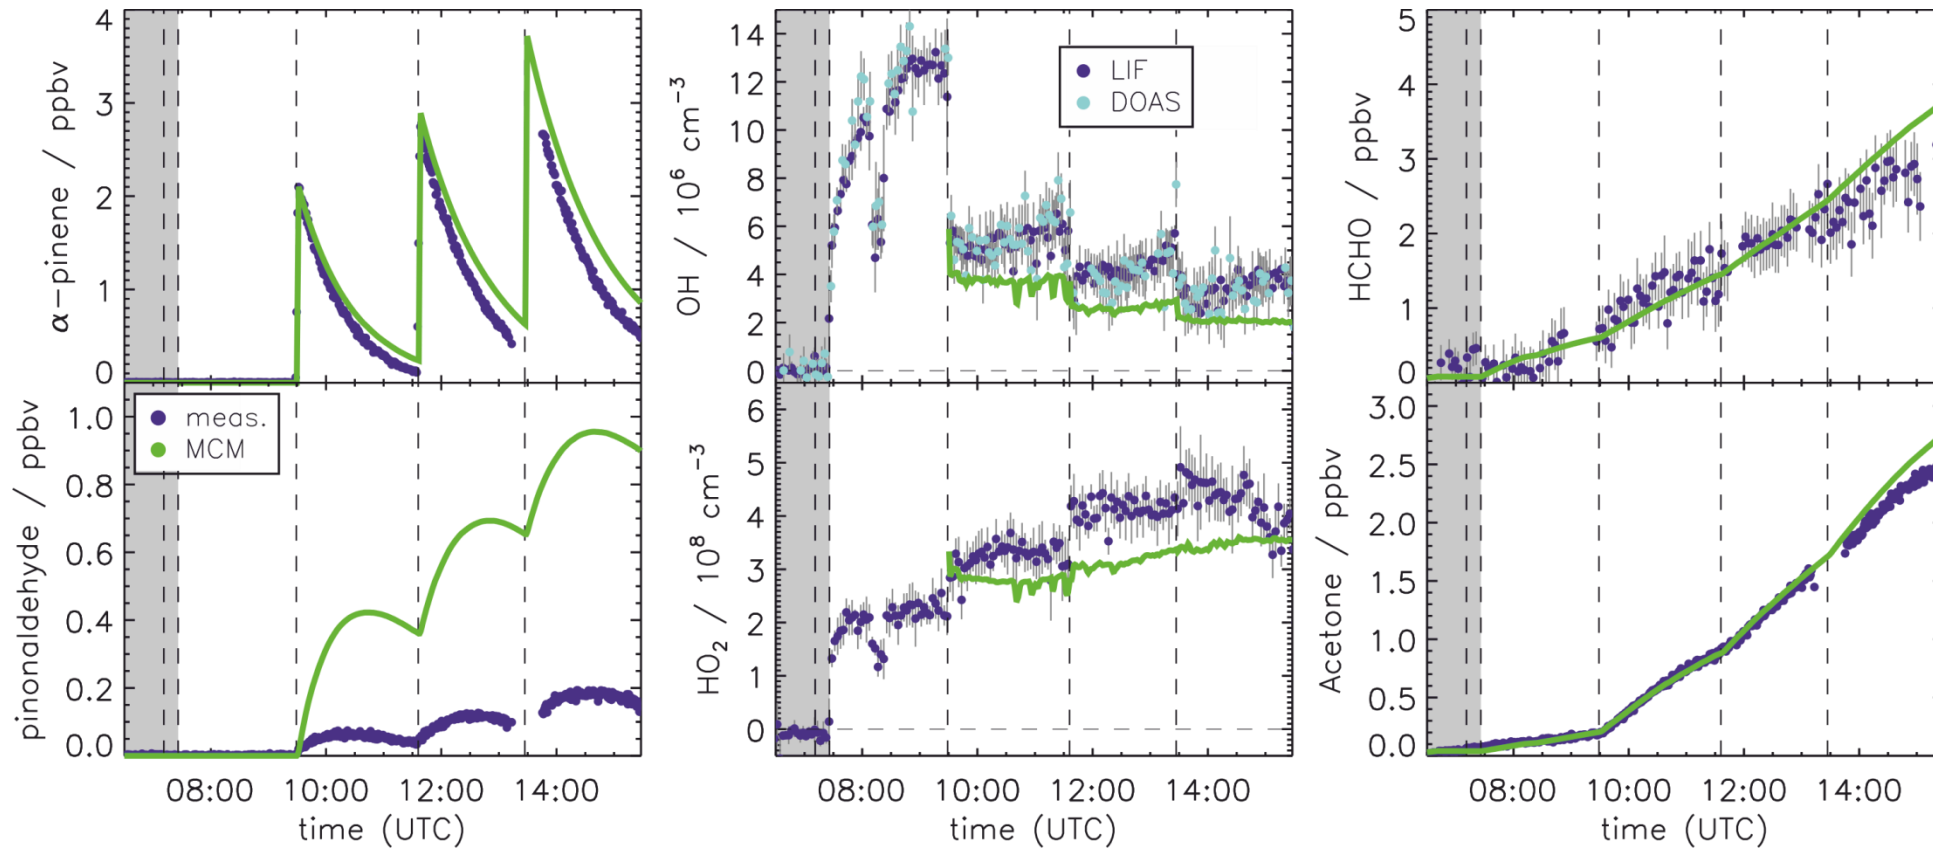 4
3
2
1
0
α-pinene / ppbv
14
12
10
8
6
4
2
0
OH / 10⁶ cm⁻³
LIF
DOAS
5
4
3
2
1
0
HCHO / ppbv
meas.
MCM
1.0
0.8
0.6
0.4
0.2
0.0
pinonaldehyde / ppbv
08:00 10:00 12:00 14:00
time (UTC)
6
5
4
3
2
1
0
HO₂ / 10⁸ cm⁻³
08:00 10:00 12:00 14:00
time (UTC)
3.0
2.5
2.0
1.5
1.0
0.5
0.0
Acetone / ppbv
08:00 10:00 12:00 14:00
time (UTC)